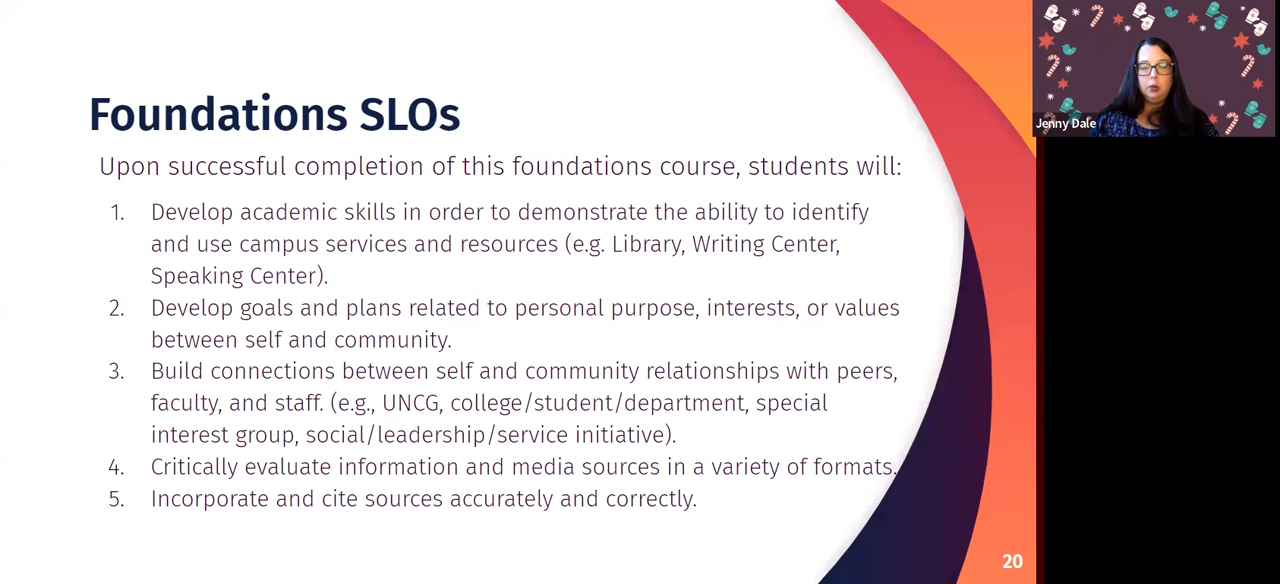 Foundations SLOs
Upon successful completion of this foundations course, students will:
1. Develop academic skills in order to demonstrate the ability to identify
and use campus services and resources (e.g. Library, Writing Center,
Speaking Center).
2. Develop goals and plans related to personal purpose, interests, or values
between self and community.
3. Build connections between self and community relationships with peers,
faculty, and staff. (e.g., UNCG, college/student/department, special
interest group, social/leadership/service initiative).
4. Critically evaluate information and media sources in a variety of formats.
5. Incorporate and cite sources accurately and correctly.
20
Jenny Dale